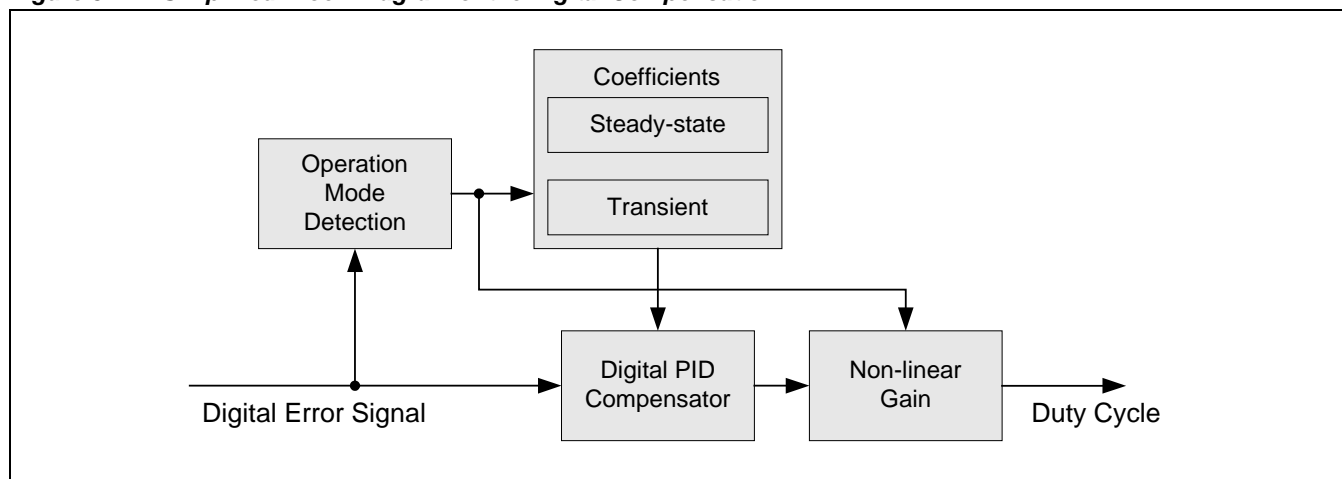 Coefficients
Steady-state
Transient
Operation
Mode
Detection
Digital PID
Compensator
Non-linear
Gain
Digital Error Signal
Duty Cycle